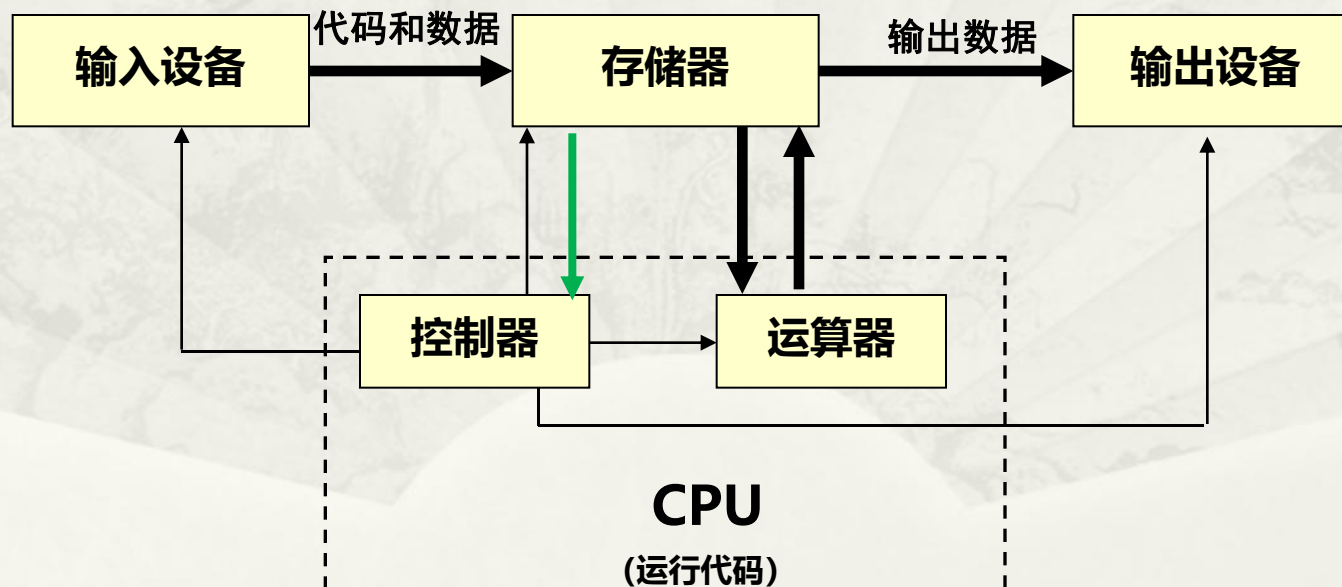 代码和数据
输出数据
输入设备
存储器
输出设备
控制器
运算器
CPU
(运行代码)